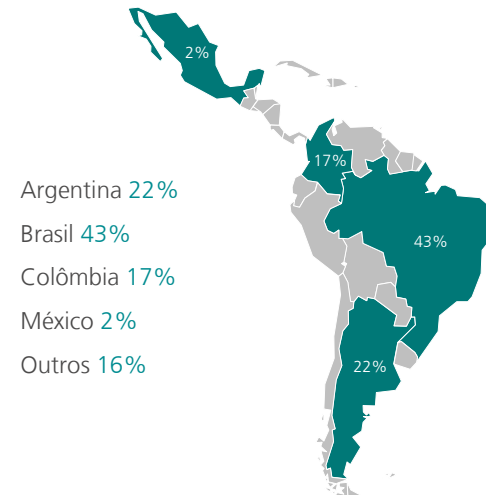 2%
17%
Argentina 22%
Brasil 43%
43%
Colômbia 17%
México 2%
Outros 16%
22%